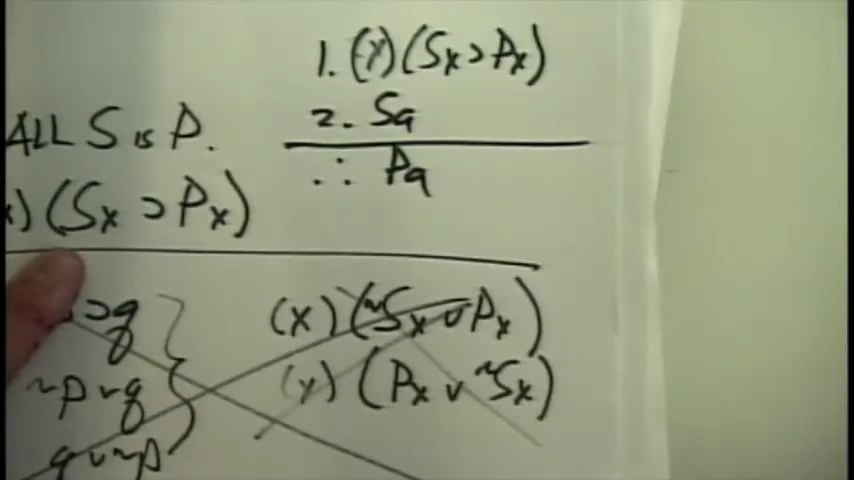 ALL S is P.
x) (Sx ⊃ Px)
1. (x) (Sx ⊃ Px)
2. Sa
∴ Pa
⊃ q
~p v q
q v ~p
(x) (~Sx v Px)
(x) (Px v ~Sx)